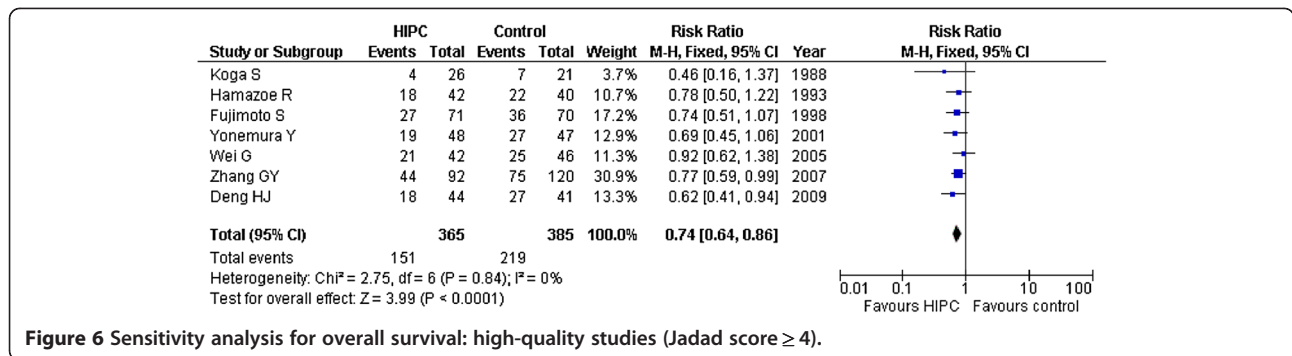 HIPC Control Risk Ratio Risk Ratio
Study or Subgroup Events Total Events Total Weight M-H, Fixed, 95% CI Year M-H, Fixed, 95% CI
Koga S 4 26 7 21 3.7% 0.46 [0.16, 1.37] 1988
Hamazoe R 18 42 22 40 10.7% 0.78 [0.50, 1.22] 1993
Fujimoto S 27 71 36 70 17.2% 0.74 [0.51, 1.07] 1998
Yonemura Y 19 48 27 47 12.9% 0.69 [0.45, 1.06] 2001
Wei G 21 42 25 46 11.3% 0.92 [0.62, 1.38] 2005
Zhang GY 44 92 75 120 30.9% 0.77 [0.59, 0.99] 2007
Deng HJ 18 44 27 41 13.3% 0.62 [0.41, 0.94] 2009
Total (95% CI) 365 385 100.0% 0.74 [0.64, 0.86]
Total events 151 219
Heterogeneity: Chi² = 2.75, df = 6 (P = 0.84); I² = 0%
Test for overall effect: Z = 3.99 (P < 0.0001)
0.01 0.1 1 10 100
Favours HIPC Favours control
Figure 6 Sensitivity analysis for overall survival: high-quality studies (Jadad score ≥ 4).